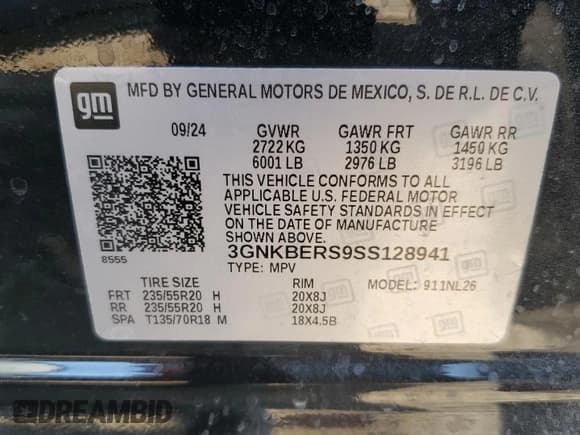 gm
MFD BY GENERAL MOTORS DE MEXICO, S. DE R.L. DE C.V.
09/24 GVWR GAWR FRT GAWR RR
2722 KG 1350 KG 1450 KG
6001 LB 2976 LB 3196 LB
THIS VEHICLE CONFORMS TO ALL
APPLICABLE U.S. FEDERAL MOTOR
VEHICLE SAFETY STANDARDS IN EFFECT
ON THE DATE OF MANUFACTURE
SHOWN ABOVE.
8555
3GNKBERS9SS128941
TYPE: MPV MODEL: 911NL26
TIRE SIZE RIM
FRT 235/55R20 H 20X8J
RR 235/55R20 H 20X8J
SPA T135/70R18 M 18X4.5B
DREAMBID